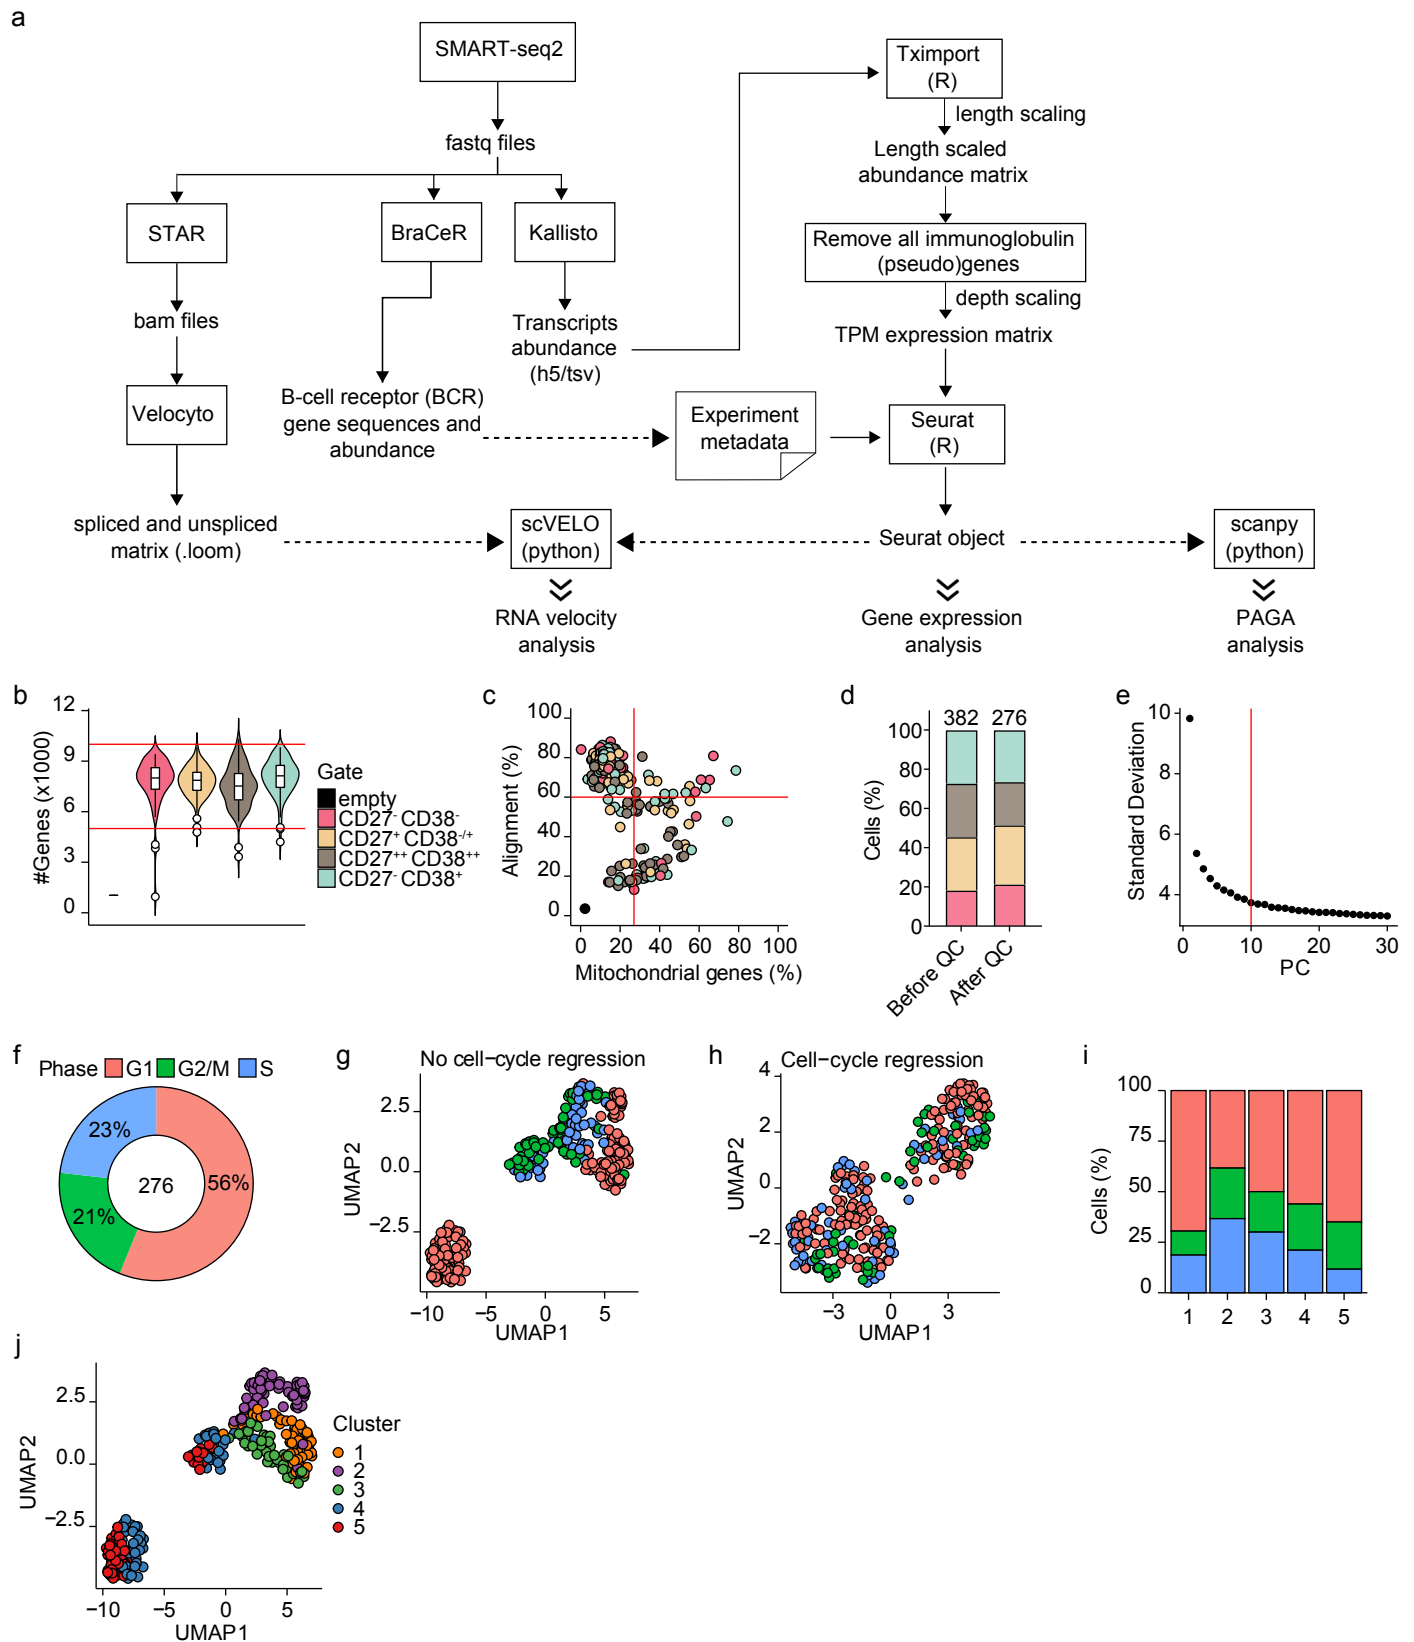 a
SMART-seq2
fastq files
STAR
BraCeR
Kallisto
bam files
Velocyto
B-cell receptor (BCR)
gene sequences and
abundance
Transcripts
abundance
(h5/tsv)
spliced and unspliced
matrix (.loom)
Tximport
(R)
length scaling
Length scaled
abundance matrix
Remove all immunoglobulin
(pseudo)genes
depth scaling
TPM expression matrix
Experiment
metadata
Seurat
(R)
scVELO
(python)
Seurat object
scanpy
(python)
RNA velocity
analysis
Gene expression
analysis
PAGA
analysis
b
12
9
6
3
0
#Genes (x1000)
Gate
empty
CD27⁻ CD38⁻
CD27⁺ CD38⁻/⁺
CD27⁺⁺ CD38⁺⁺
CD27⁻ CD38⁺
c
100
80
60
40
20
0
Alignment (%)
0 20 40 60 80 100
Mitochondrial genes (%)
d
382 276
100
80
60
40
20
0
Cells (%)
Before QC
After QC
e
10
8
6
4
Standard Deviation
0 10 20 30
PC
f
Phase G1 G2/M S
23%
56%
21%
276
g
No cell−cycle regression
2.5
0.0
−2.5
UMAP2
−10 −5 0 5
UMAP1
h
Cell−cycle regression
4
2
0
−2
UMAP2
−3 0 3
UMAP1
i
100
75
50
25
0
Cells (%)
1 2 3 4 5
j
2.5
0.0
−2.5
UMAP2
−10 −5 0 5
UMAP1
Cluster
1
2
3
4
5